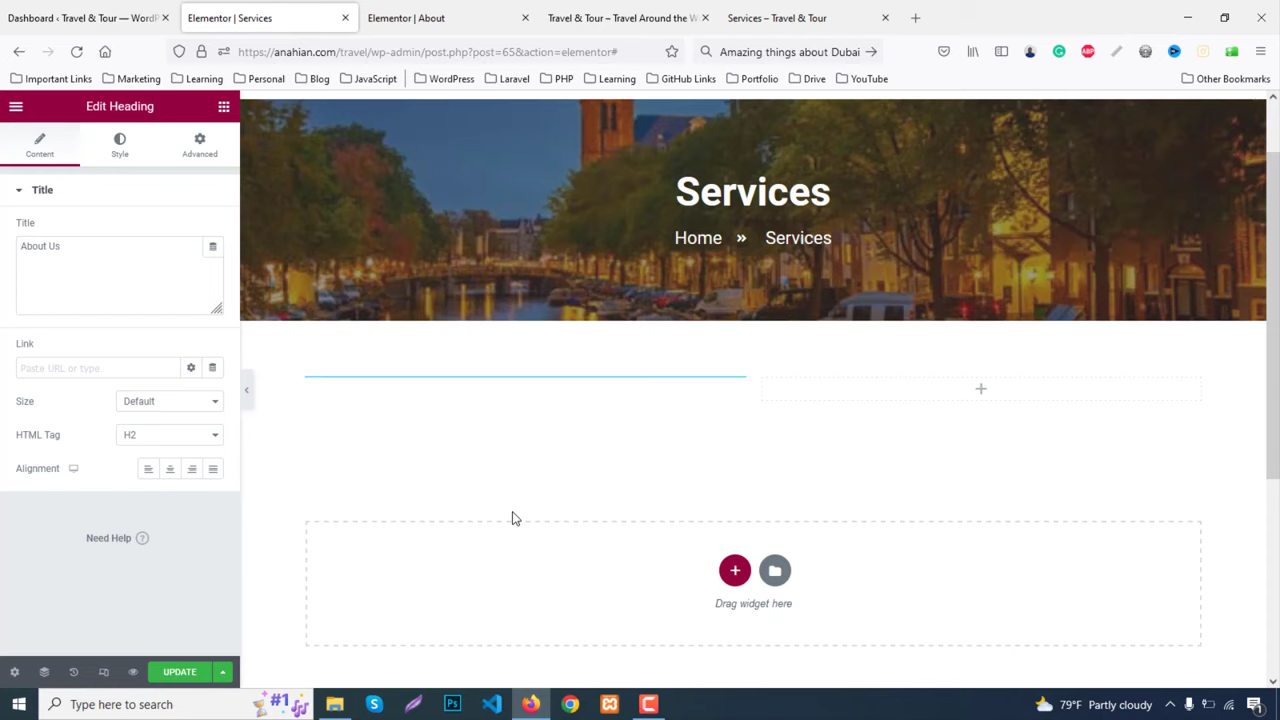 Dashboard ‹ Travel & Tour — WordP
Elementor | Services
Elementor | About
Travel & Tour – Travel Around the W
Services – Travel & Tour
https://anahian.com/travel/wp-admin/post.php?post=65&action=elementor#
Amazing things about Dubai
Important Links
Marketing
Learning
Personal
Blog
JavaScript
WordPress
Laravel
PHP
Learning
GitHub Links
Portfolio
Drive
YouTube
Other Bookmarks
Edit Heading
Content
Style
Advanced
Title
Title
About Us
Link
Paste URL or type
Size
Default
HTML Tag
H2
Alignment
Need Help
UPDATE
Services
Home » Services
Drag widget here
Type here to search
#1
79°F Partly cloudy